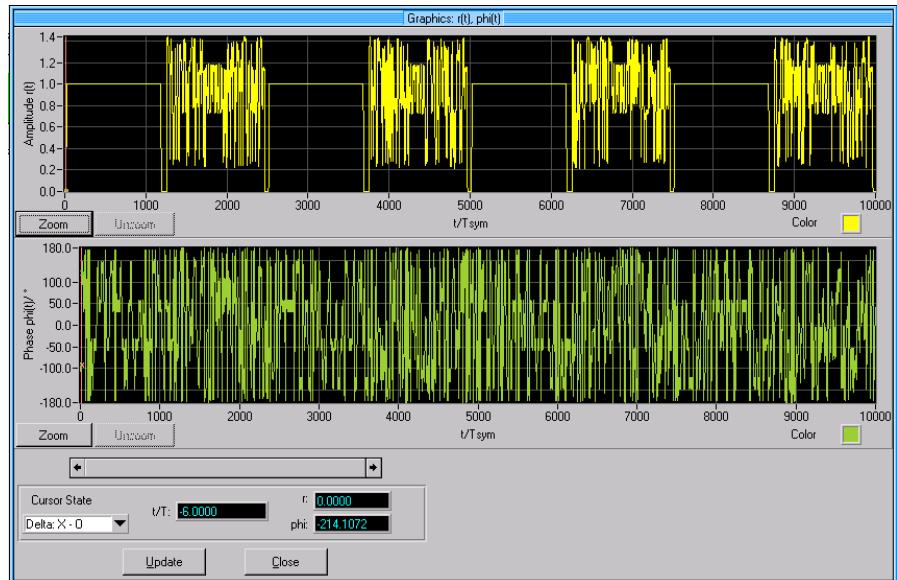 Graphics: r(t), phi(t)
1.4
1.2
1.0
0.8
0.6
0.4
0.2
0.0
Amplitude r(t)
0 1000 2000 3000 4000 5000 6000 7000 8000 9000 10000
Zoom Unzoom t/Tsym Color
180.0
100.0
50.0
0.0
-50.0
-100.0
-180.0
Phase phi(t)/ °
0 1000 2000 3000 4000 5000 6000 7000 8000 9000 10000
Zoom Unzoom t/Tsym Color
Cursor State
Delta: X - O
t/T: -6.0000
r: 0.0000
phi: -214.1072
Update Close